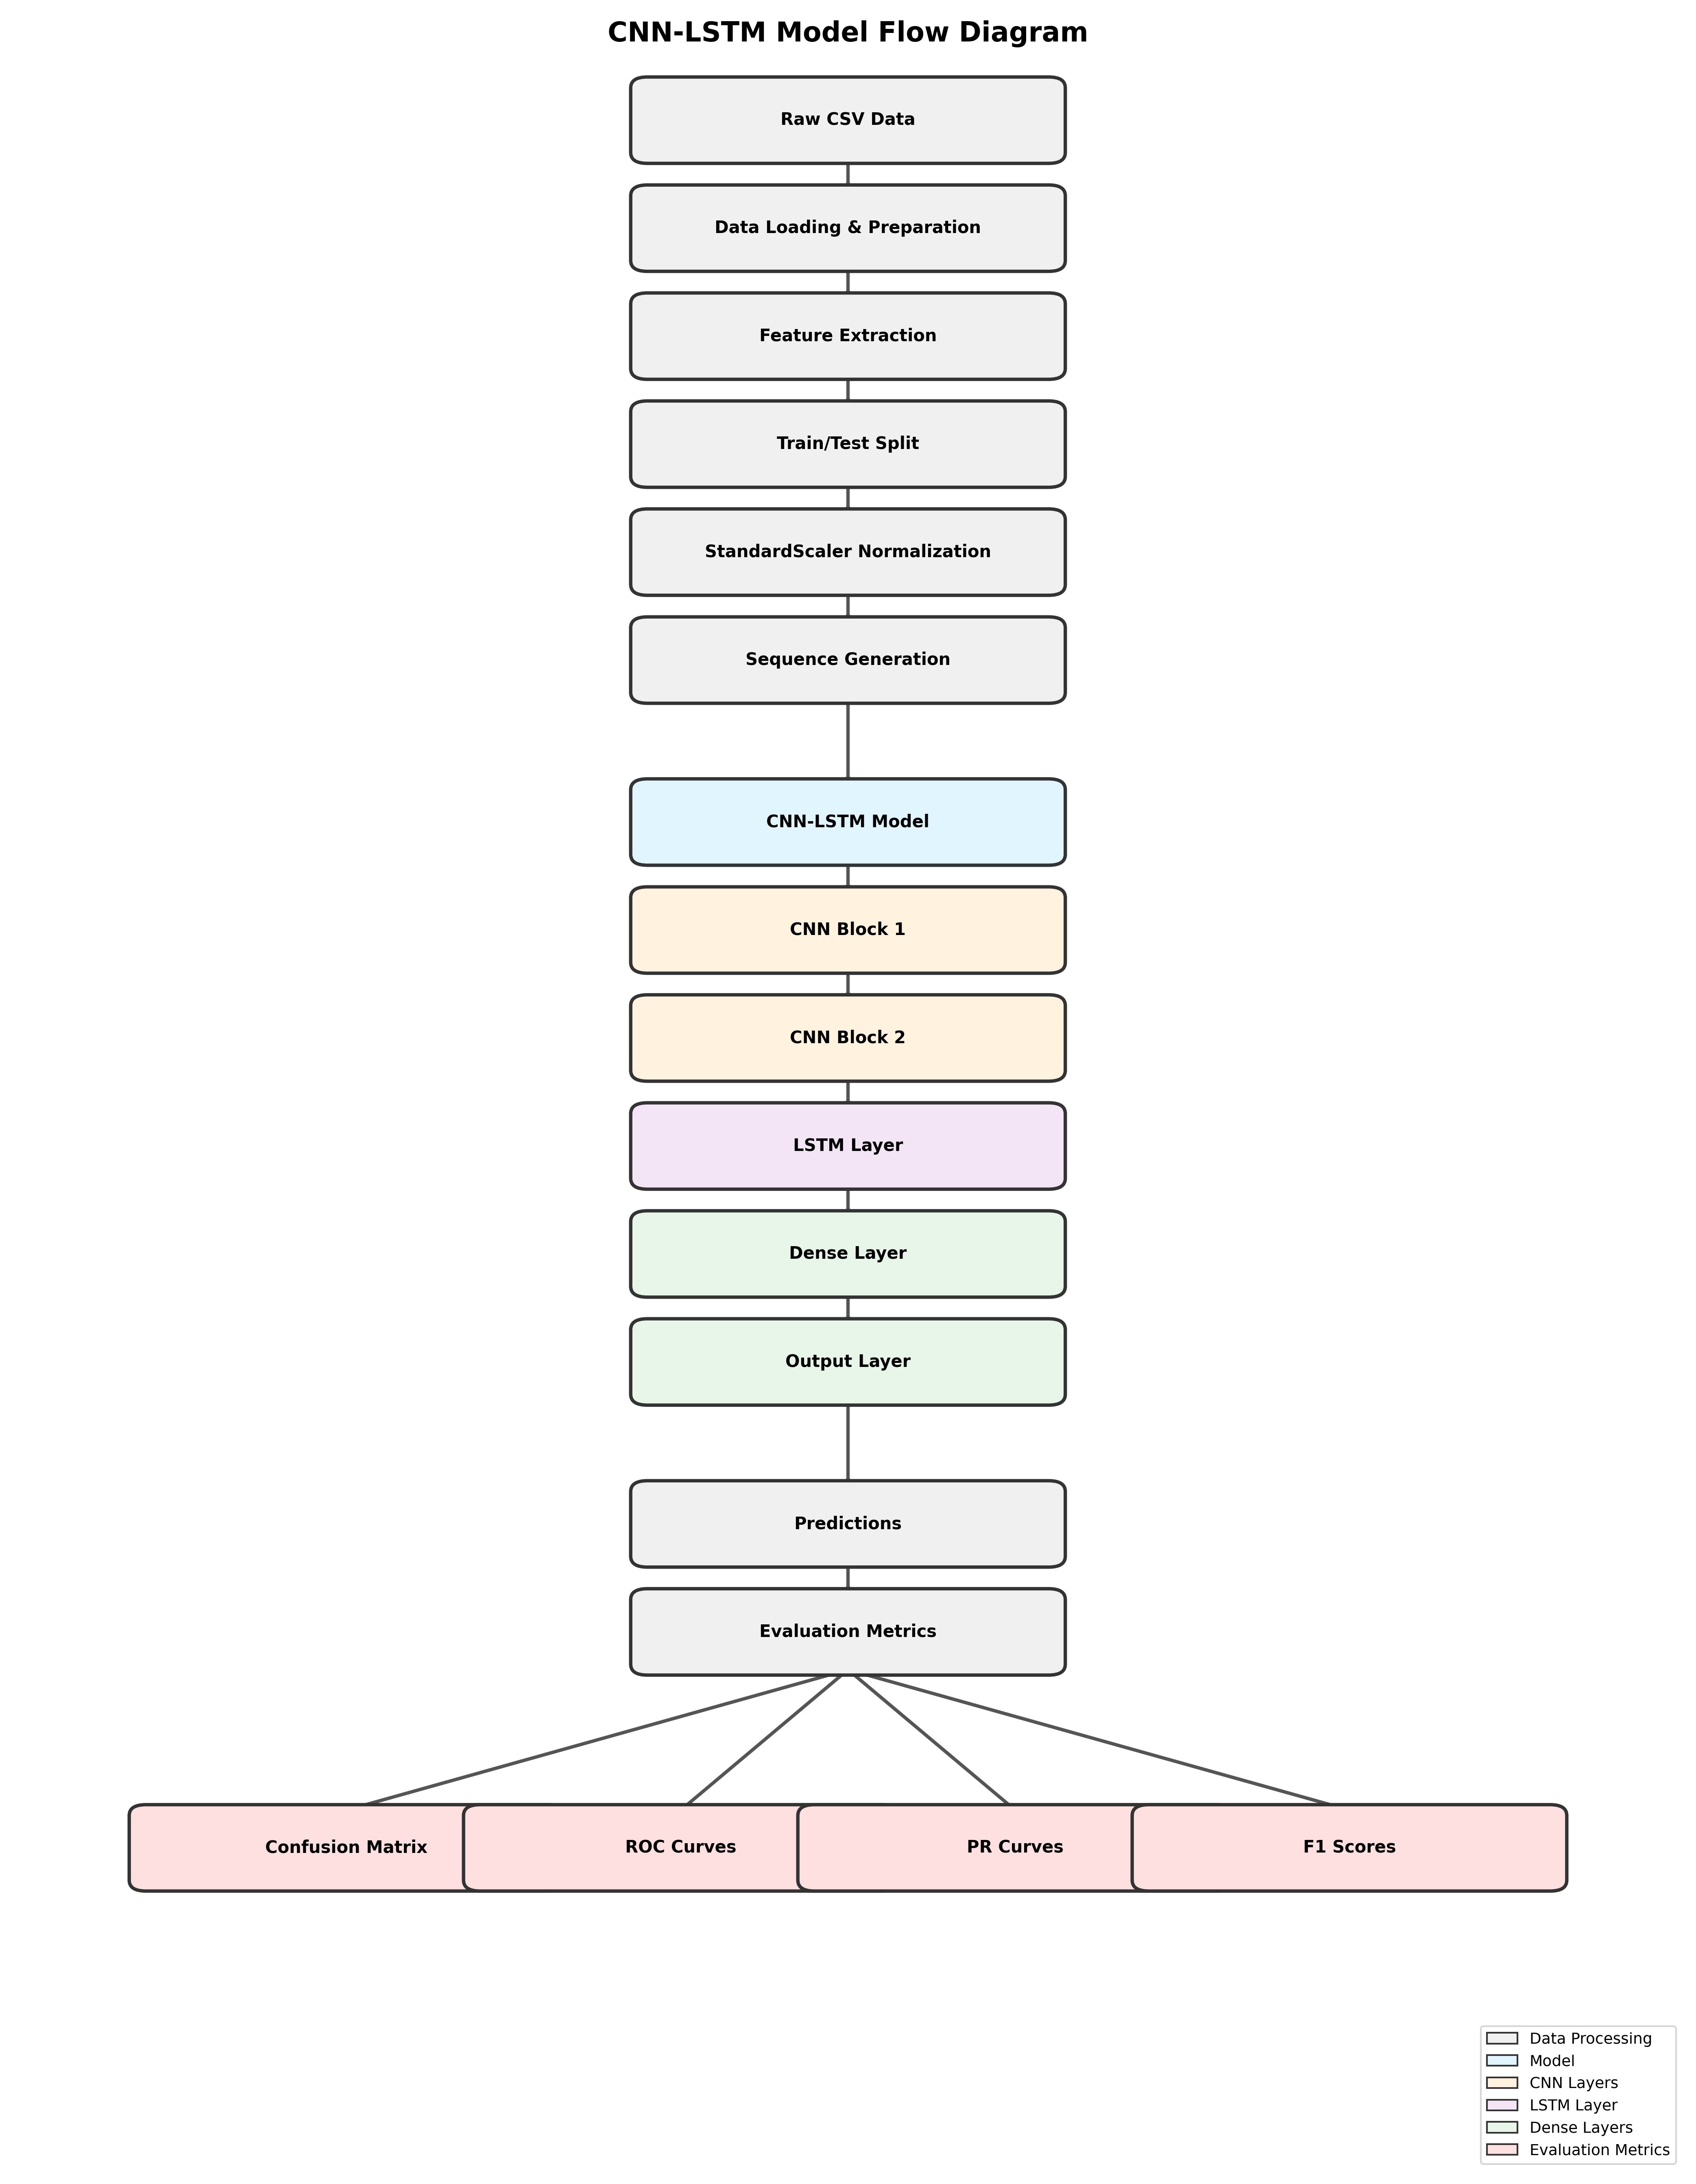 CNN-LSTM Model Flow Diagram
Raw CSV Data
Data Loading & Preparation
Feature Extraction
Train/Test Split
StandardScaler Normalization
Sequence Generation
CNN-LSTM Model
CNN Block 1
CNN Block 2
LSTM Layer
Dense Layer
Output Layer
Predictions
Evaluation Metrics
Confusion Matrix
ROC Curves
PR Curves
F1 Scores
Data Processing
Model
CNN Layers
LSTM Layer
Dense Layers
Evaluation Metrics